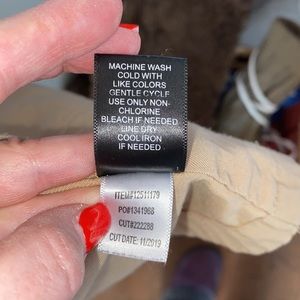 MACHINE WASH
COLD WITH
LIKE COLORS
GENTLE CYCLE
USE ONLY NON-
CHLORINE
BLEACH IF NEEDED
LINE DRY
COOL IRON
IF NEEDED
ITEM#12511179
PO#1341968
CUT#222288
CUT DATE: 11/2019